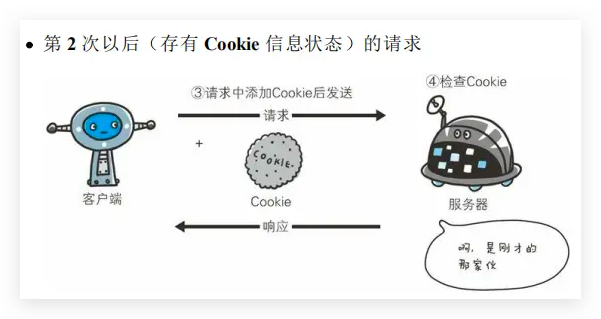 • 第 2 次以后（存有 Cookie 信息状态）的请求
③请求中添加Cookie后发送
④检查Cookie
请求
+
COOKIE
客户端
Cookie
服务器
响应
啊，是刚才的
那家伙